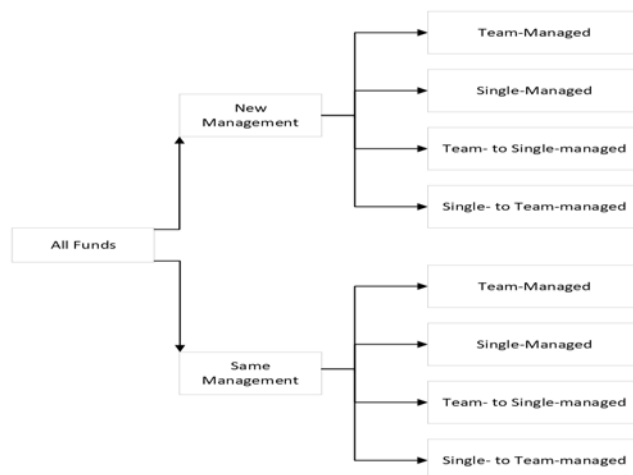 Team-Managed
New
Management
Single-Managed
Team- to Single-managed
Single- to Team-managed
All Funds
Team-Managed
Same
Management
Single-Managed
Team- to Single-managed
Single- to Team-managed